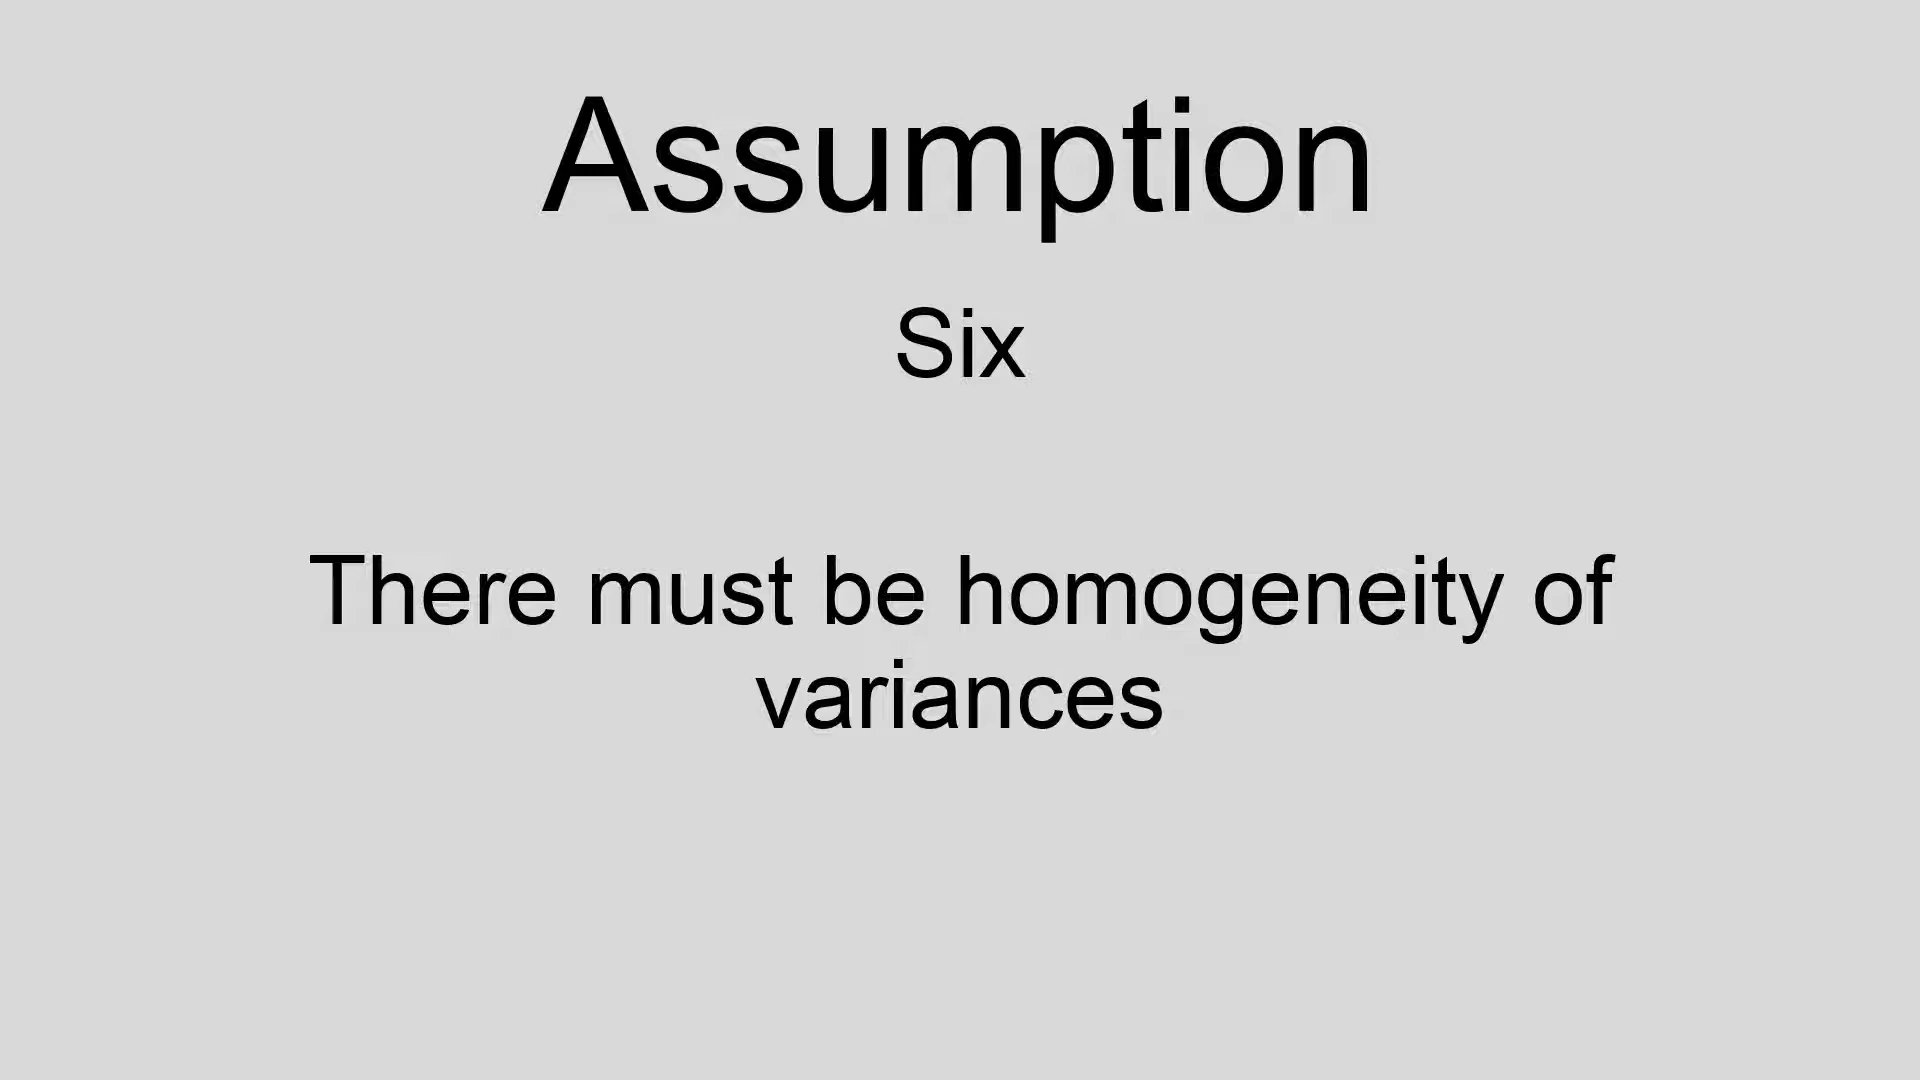 Assumption
Six
There must be homogeneity of
variances